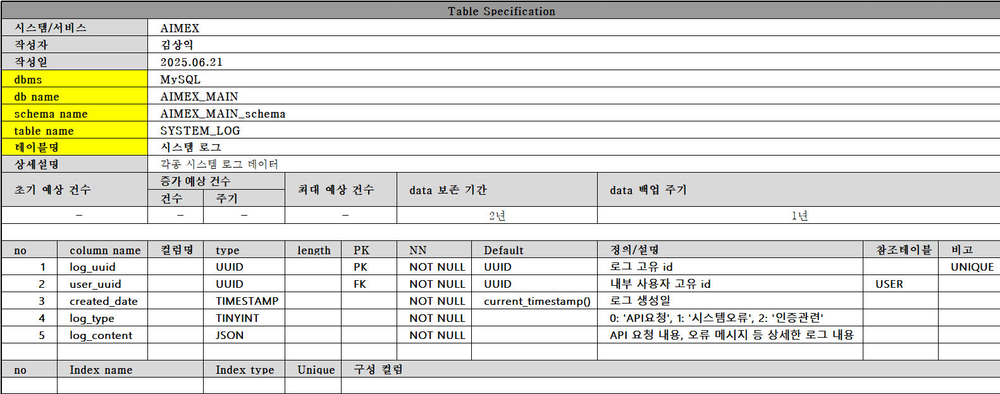 Table Specification
시스템/서비스 AIMEX
작성자 김상익
작성일 2025.06.21
dbms MySQL
db name AIMEX_MAIN
schema name AIMEX_MAIN_schema
table name SYSTEM_LOG
테이블명 시스템 로그
상세설명 각종 시스템 로그 데이터
초기 예상 건수 증가 예상 건수 최대 예상 건수 data 보존 기간 data 백업 주기
건수 주기
- - - - 2년 1년
no column name 컬럼명 type length PK NN Default 정의/설명 참조테이블 비고
1 log_uuid UUID PK NOT NULL UUID 로그 고유 id UNIQUE
2 user_uuid UUID FK NOT NULL UUID 내부 사용자 고유 id USER
3 created_date TIMESTAMP NOT NULL current_timestamp() 로그 생성일
4 log_type TINYINT NOT NULL 0: 'API요청', 1: '시스템오류', 2: '인증관련'
5 log_content JSON NOT NULL API 요청 내용, 오류 메시지 등 상세한 로그 내용
no Index name Index type Unique 구성 컬럼